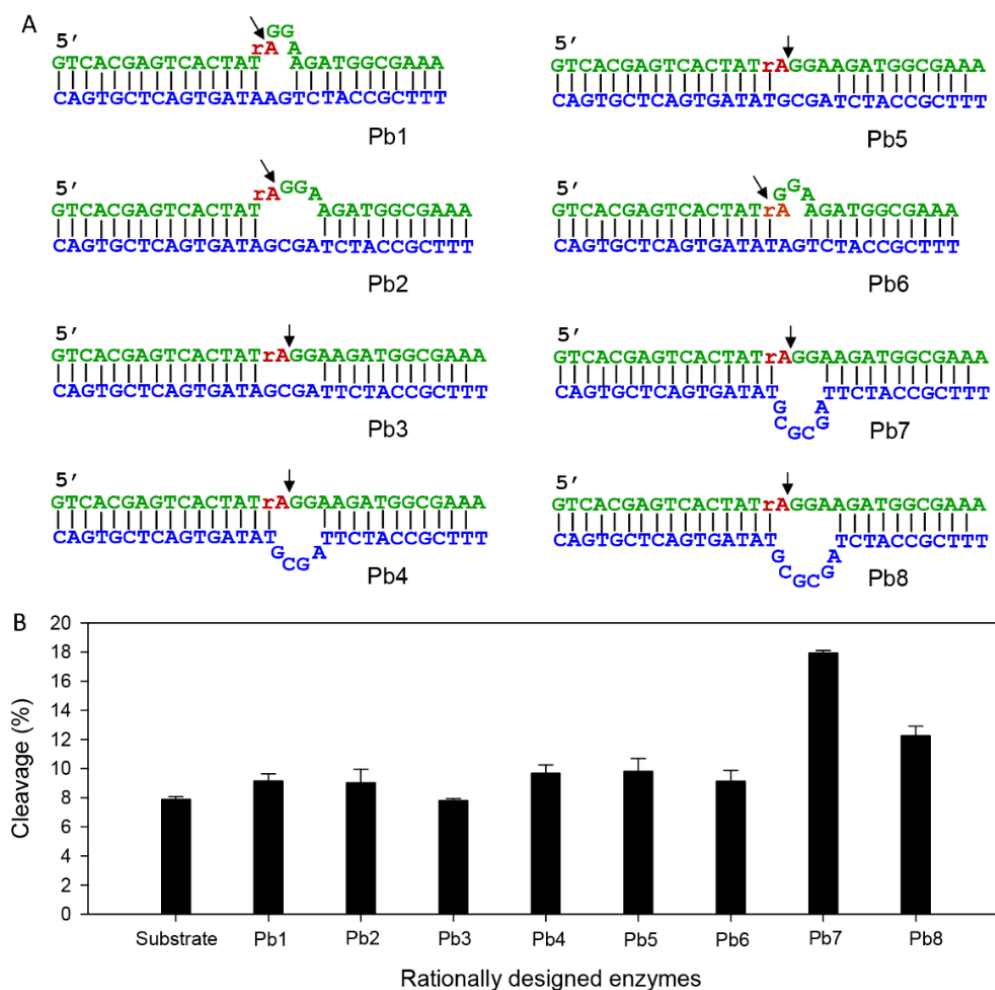 A
5′
GG
rA A
GTCACGAGTCACTAT AGATGGCGAAA
CAGTGCTCAGTGATAAGTCTACCGCTTT
Pb1
5′
GTCACGAGTCACTATrAGGAAGATGGCGAAA
CAGTGCTCAGTGATATGCGATCTACCGCTTT
Pb5
5′
rAGGA
GTCACGAGTCACTAT AGATGGCGAAA
CAGTGCTCAGTGATAGCGATCTACCGCTTT
Pb2
5′
GGA
GTCACGAGTCACTATrA AGATGGCGAAA
CAGTGCTCAGTGATATAGTCTACCGCTTT
Pb6
5′
GTCACGAGTCACTATrAGGAAGATGGCGAAA
CAGTGCTCAGTGATAGCGATTCTACCGCTTT
Pb3
5′
GTCACGAGTCACTATrAGGAAGATGGCGAAA
CAGTGCTCAGTGATAT TTCTACCGCTTT
G A
C G
GC
Pb7
5′
GTCACGAGTCACTATrAGGAAGATGGCGAAA
CAGTGCTCAGTGATAT TTCTACCGCTTT
G A
CG
Pb4
5′
GTCACGAGTCACTATrAGGAAGATGGCGAAA
CAGTGCTCAGTGATAT TCTACCGCTTT
G A
C G
GC
Pb8
B
20
18
16
14
12
10
8
6
4
2
0
Cleavage (%)
Substrate Pb1 Pb2 Pb3 Pb4 Pb5 Pb6 Pb7 Pb8
Rationally designed enzymes